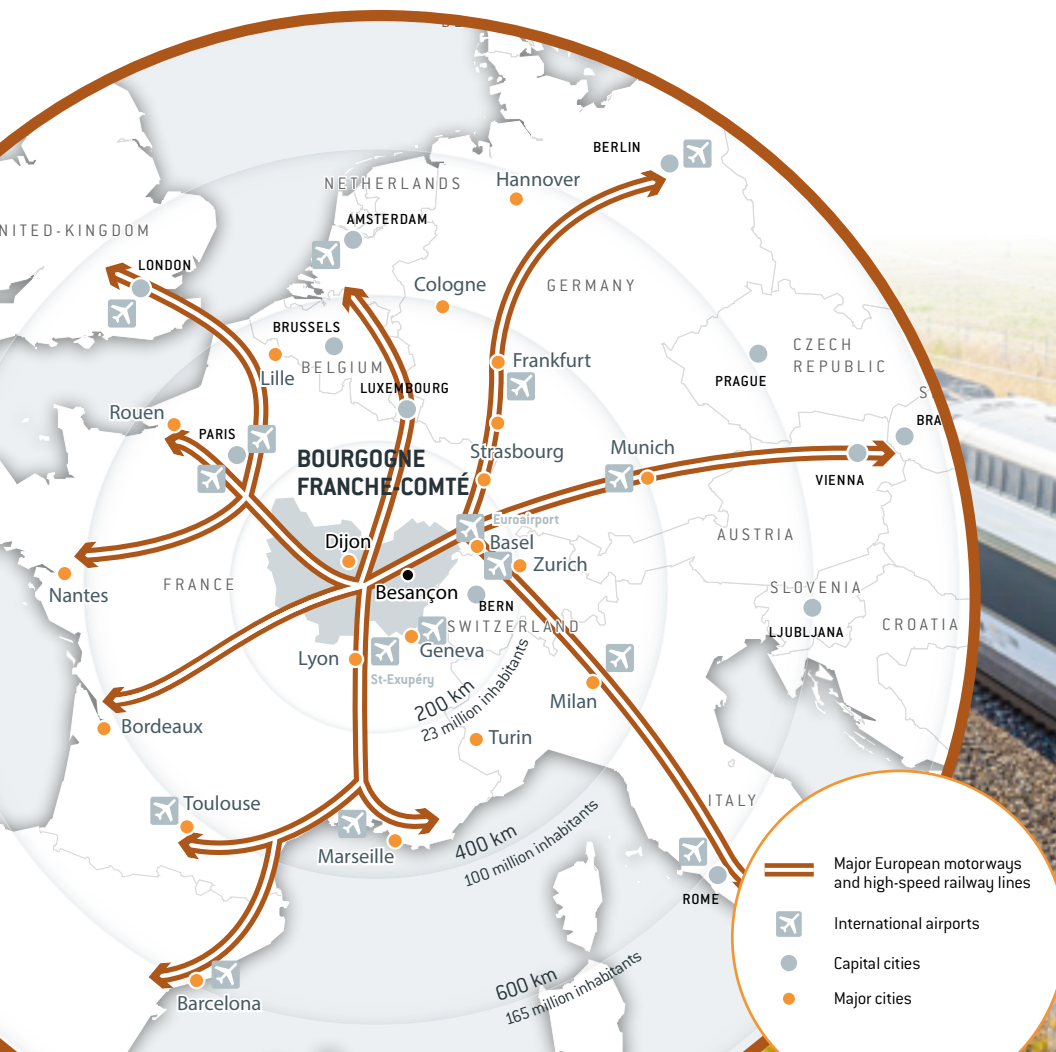 BERLIN
NETHERLANDS
Hannover
AMSTERDAM
NITED-KINGDOM
LONDON
Cologne
GERMANY
BRUSSELS
CZECH
REPUBLIC
BELGIUM
Lille
Frankfurt
PRAGUE
LUXEMBOURG
S
Rouen
BRA
PARIS
BOURGOGNE
FRANCHE-COMTÉ
Strasbourg
Munich
VIENNA
Euroairport
Dijon
Basel
AUSTRIA
Zurich
FRANCE
Besançon
Nantes
BERN
SLOVENIA
SWITZERLAND
LJUBLJANA
CROATIA
Geneva
Lyon
St-Exupéry
200 km
23 million inhabitants
Milan
Bordeaux
Turin
Toulouse
ITALY
400 km
100 million inhabitants
Marseille
ROME
600 km
165 million inhabitants
Barcelona
Major European motorways
and high-speed railway lines
International airports
Capital cities
Major cities